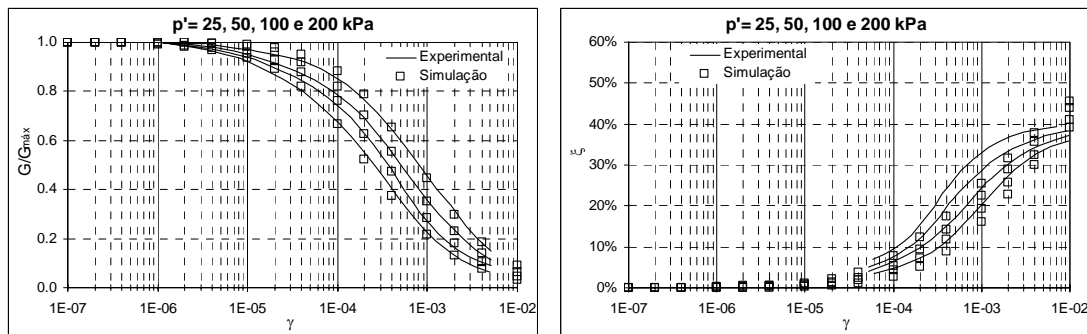 p'= 25, 50, 100 e 200 kPa
1.0
0.8
0.6
0.4
0.2
0.0
G/Gmáx
Experimental
Simulação
1E-07 1E-06 1E-05 1E-04 1E-03 1E-02
γ
p'= 25, 50, 100 e 200 kPa
60%
50%
40%
30%
20%
10%
0%
ξ
Experimental
Simulação
1E-07 1E-06 1E-05 1E-04 1E-03 1E-02
γ